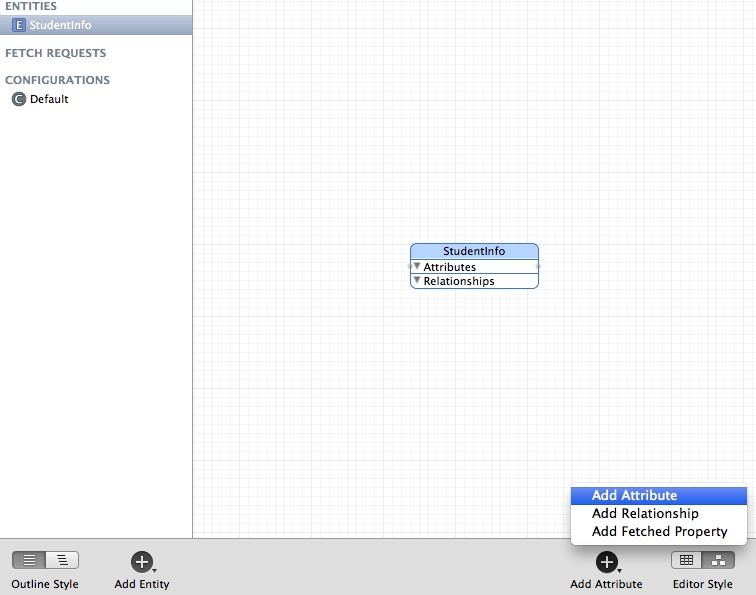 ENTITIES
E StudentInfo
FETCH REQUESTS
CONFIGURATIONS
C Default
StudentInfo
Attributes
Relationships
Add Attribute
Add Relationship
Add Fetched Property
Outline Style
Add Entity
Add Attribute
Editor Style